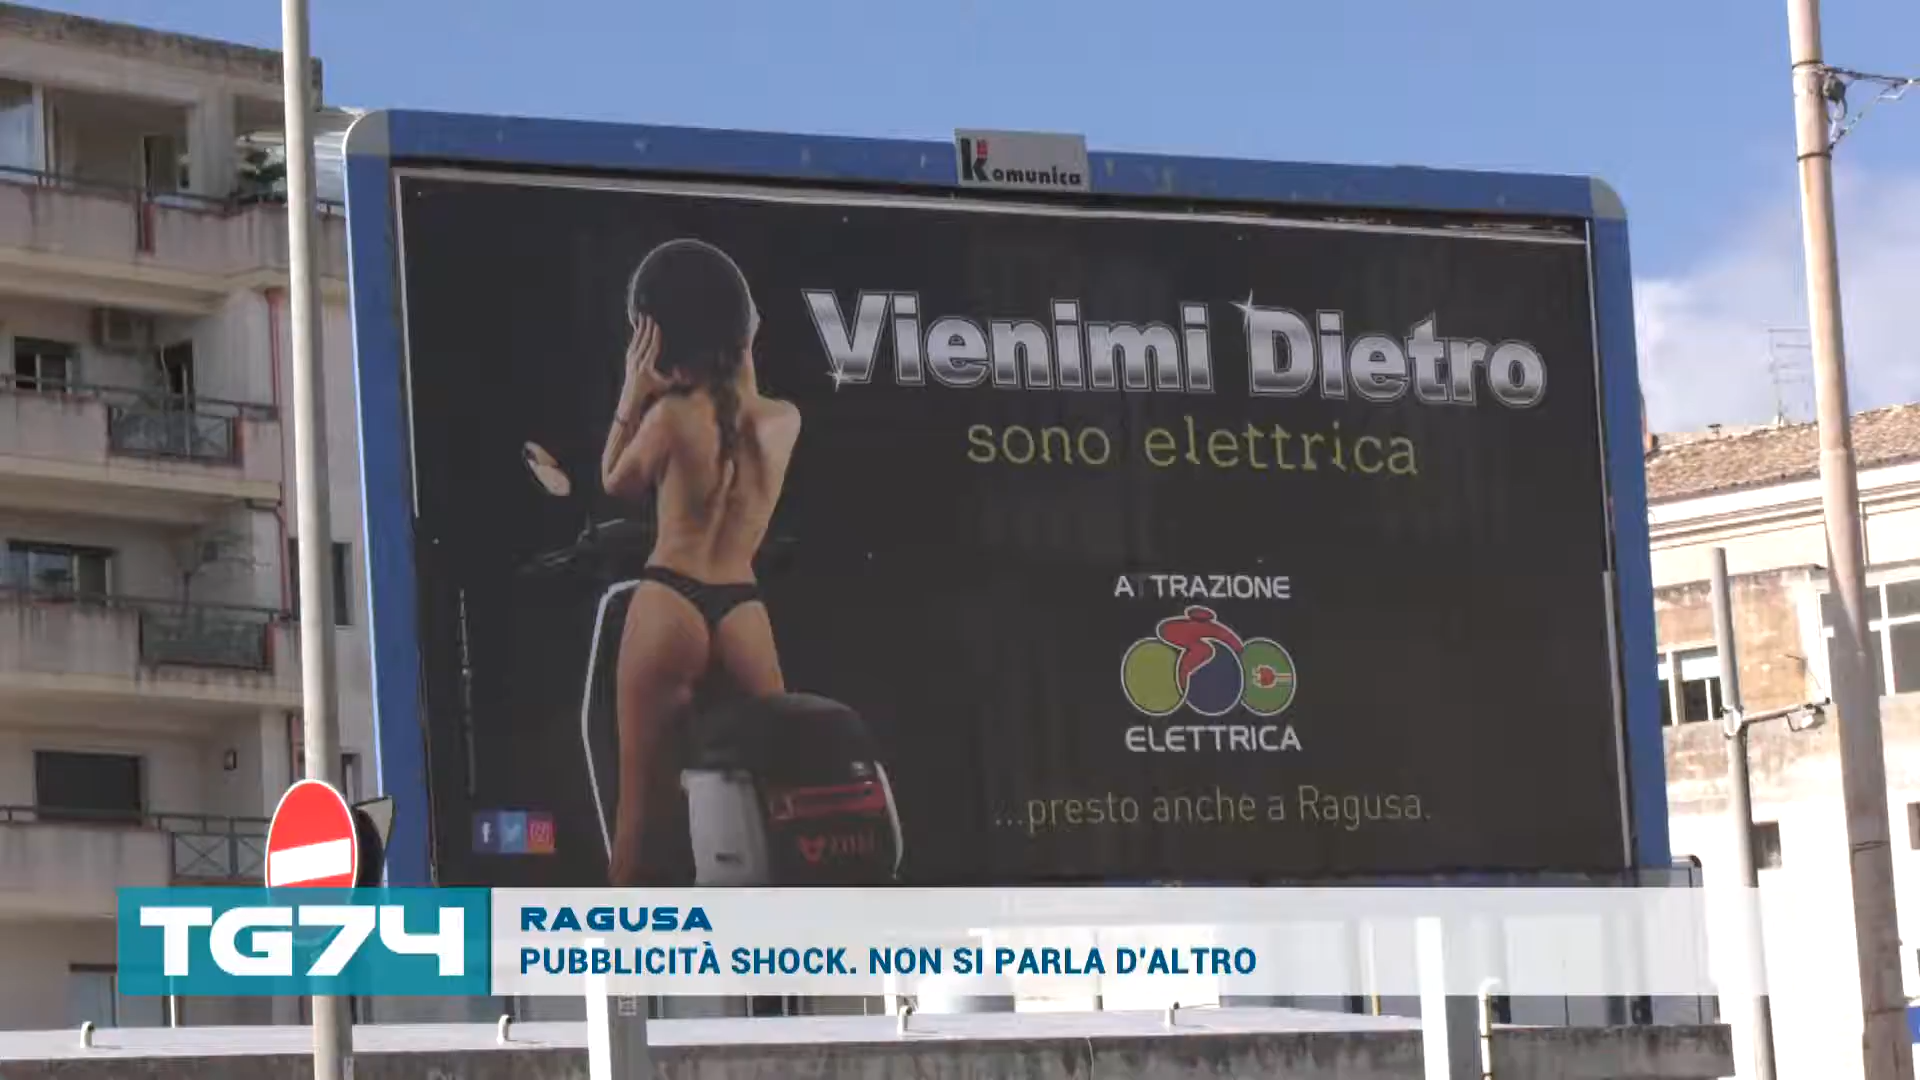 Komunica
Vienimi Dietro
sono elettrica
ATTRAZIONE
ELETTRICA
...presto anche a Ragusa.
TG74
RAGUSA
PUBBLICITÀ SHOCK. NON SI PARLA D'ALTRO